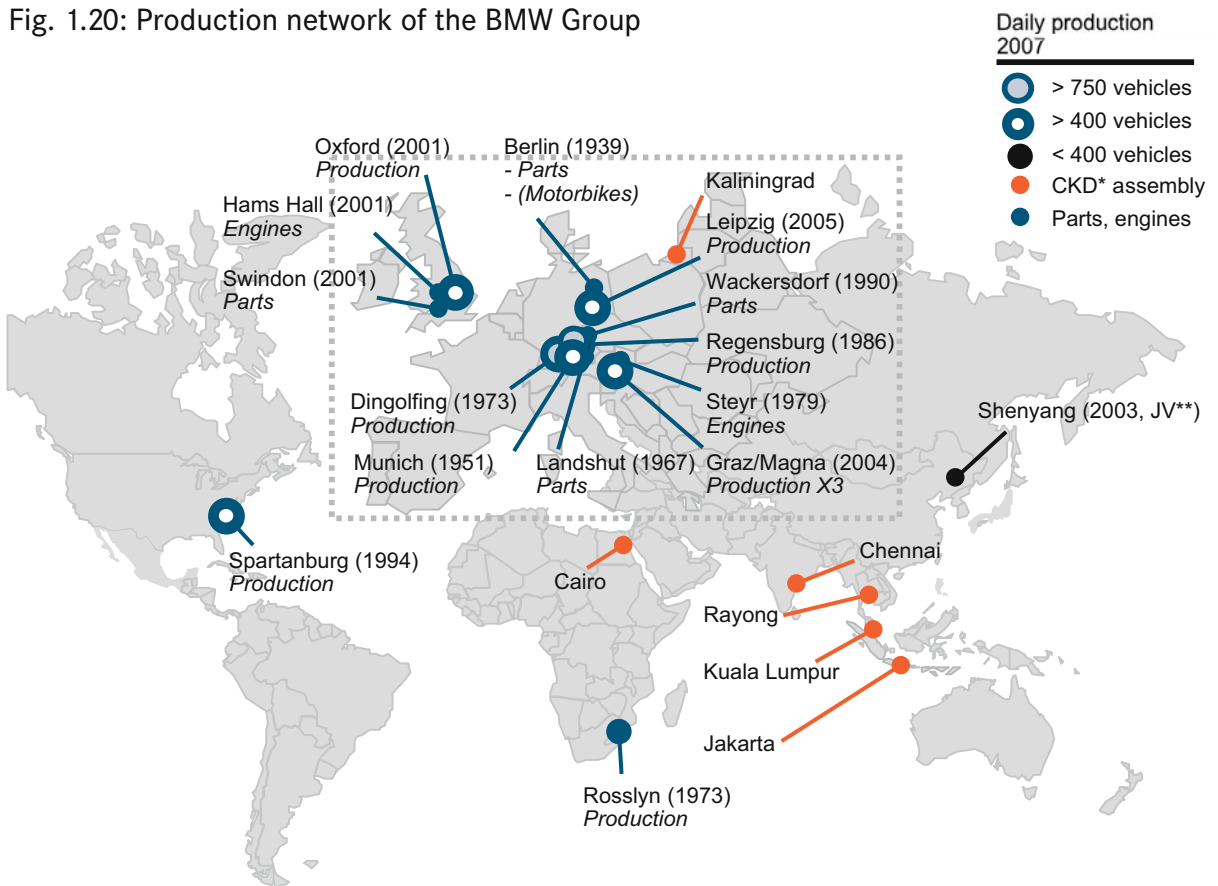 Fig. 1.20: Production network of the BMW Group
Daily production
2007
> 750 vehicles
> 400 vehicles
< 400 vehicles
CKD* assembly
Parts, engines
Oxford (2001)
Production
Berlin (1939)
- Parts
- (Motorbikes)
Kaliningrad
Hams Hall (2001)
Engines
Leipzig (2005)
Production
Swindon (2001)
Parts
Wackersdorf (1990)
Parts
Regensburg (1986)
Production
Dingolfing (1973)
Production
Steyr (1979)
Engines
Shenyang (2003, JV**)
Munich (1951)
Production
Landshut (1967)
Parts
Graz/Magna (2004)
Production X3
Spartanburg (1994)
Production
Cairo
Chennai
Rayong
Kuala Lumpur
Jakarta
Rosslyn (1973)
Production